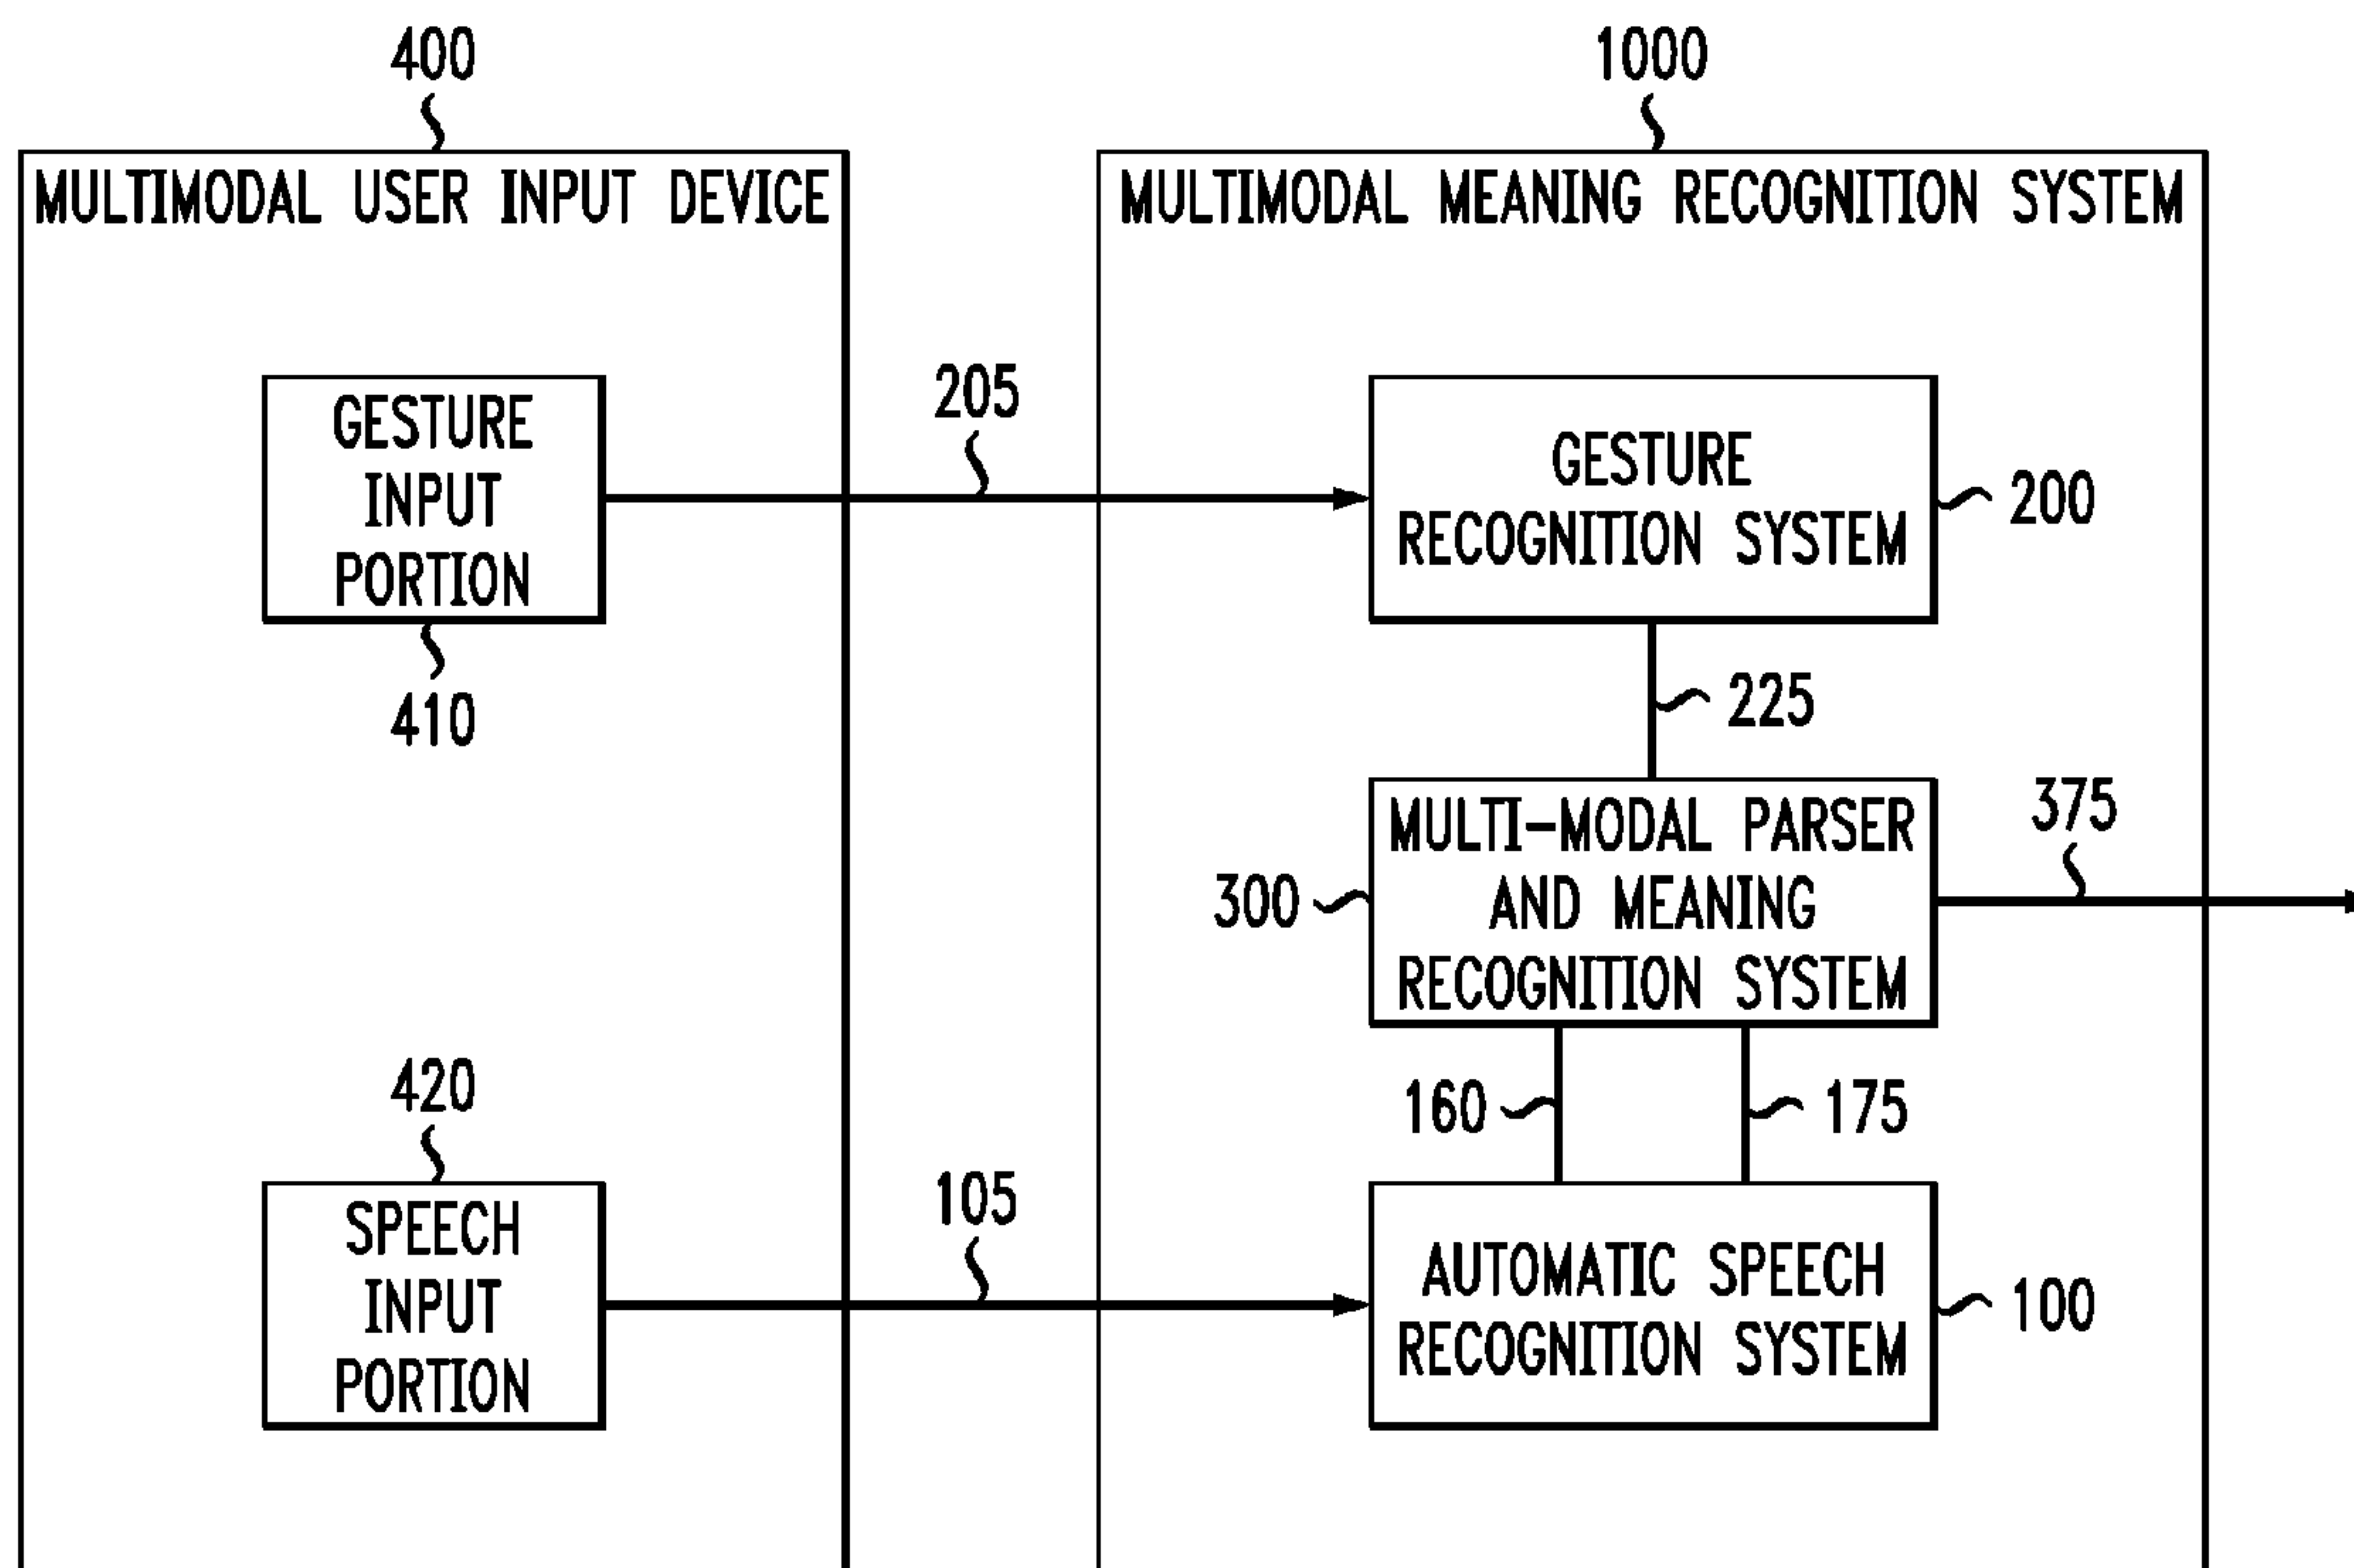 400
MULTIMODAL USER INPUT DEVICE
GESTURE
INPUT
PORTION
410
420
SPEECH
INPUT
PORTION
205
105
1000
MULTIMODAL MEANING RECOGNITION SYSTEM
GESTURE
RECOGNITION SYSTEM
200
225
MULTI-MODAL PARSER
AND MEANING
RECOGNITION SYSTEM
300
375
160
175
AUTOMATIC SPEECH
RECOGNITION SYSTEM
100